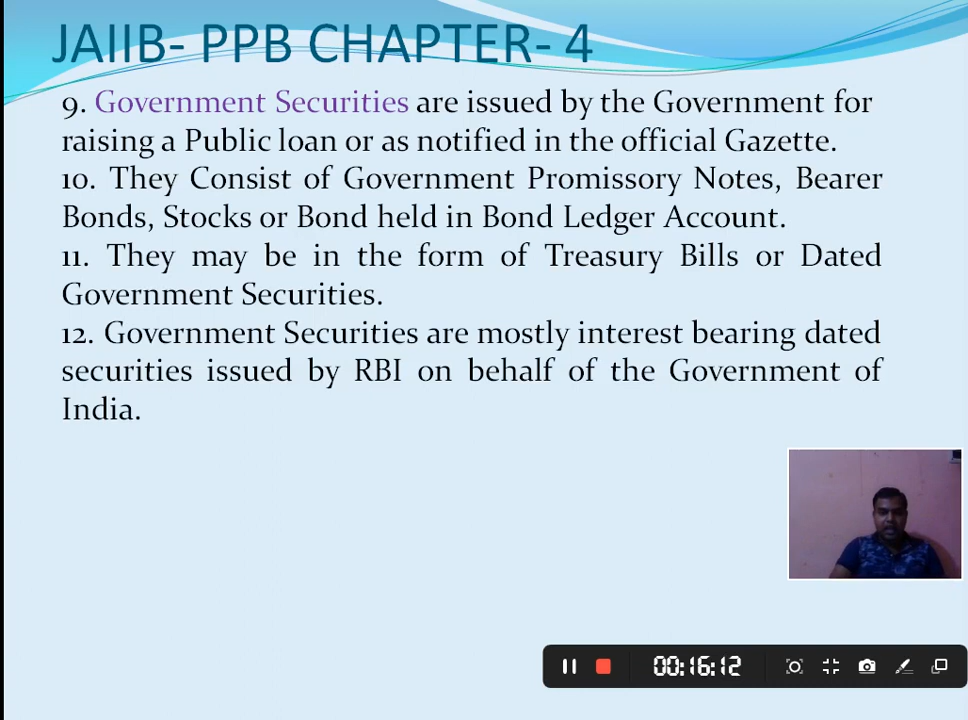 JAIIB- PPB CHAPTER- 4
9. Government Securities are issued by the Government for
raising a Public loan or as notified in the official Gazette.
10. They Consist of Government Promissory Notes, Bearer
Bonds, Stocks or Bond held in Bond Ledger Account.
11. They may be in the form of Treasury Bills or Dated
Government Securities.
12. Government Securities are mostly interest bearing dated
securities issued by RBI on behalf of the Government of
India.
00:16:12